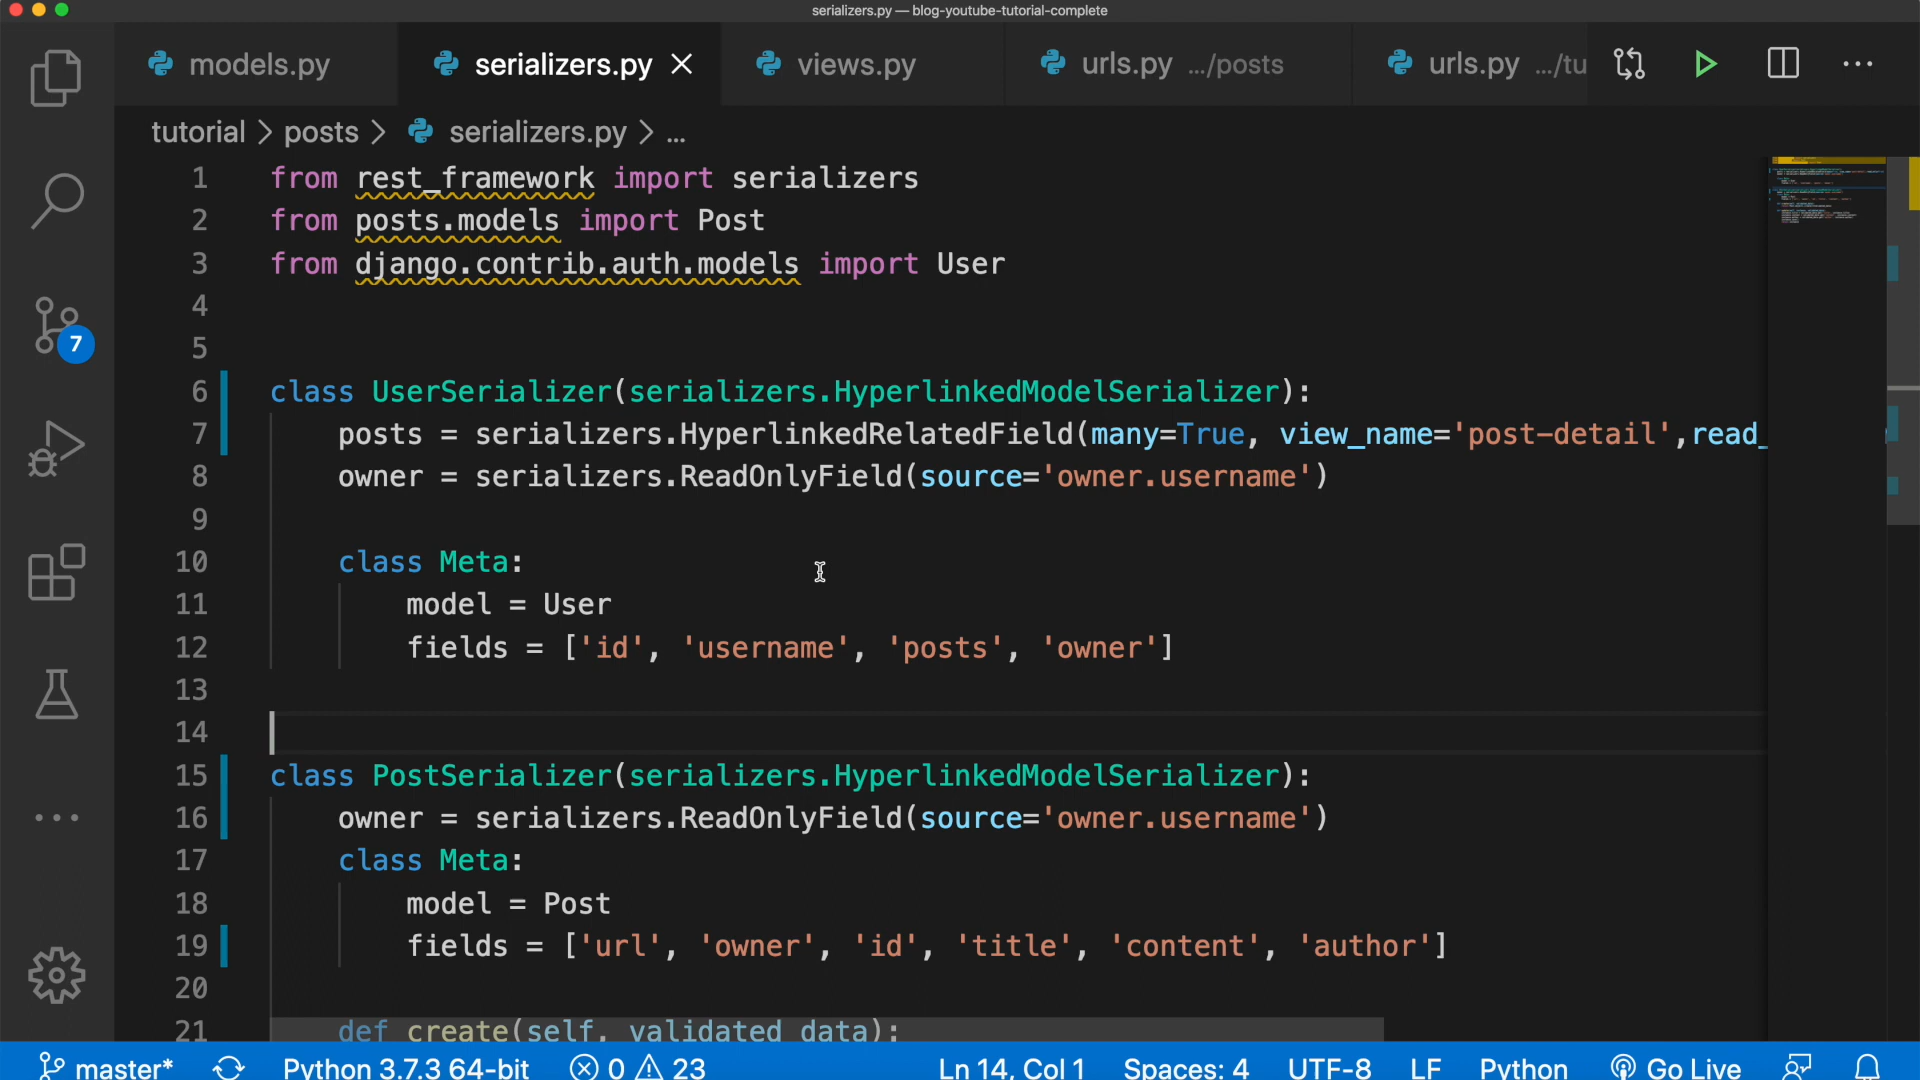 serializers.py — blog-youtube-tutorial-complete
models.py serializers.py views.py urls.py .../posts urls.py .../tu
tutorial > posts > serializers.py > ...
1 from rest_framework import serializers
2 from posts.models import Post
3 from django.contrib.auth.models import User
4
5
6 class UserSerializer(serializers.HyperlinkedModelSerializer):
7 posts = serializers.HyperlinkedRelatedField(many=True, view_name='post-detail',read_
8 owner = serializers.ReadOnlyField(source='owner.username')
9
10 class Meta:
11 model = User
12 fields = ['id', 'username', 'posts', 'owner']
13
14
15 class PostSerializer(serializers.HyperlinkedModelSerializer):
16 owner = serializers.ReadOnlyField(source='owner.username')
17 class Meta:
18 model = Post
19 fields = ['url', 'owner', 'id', 'title', 'content', 'author']
20
21 def create(self, validated_data):
7
master* Python 3.7.3 64-bit 0 23 Ln 14, Col 1 Spaces: 4 UTF-8 LF Python Go Live